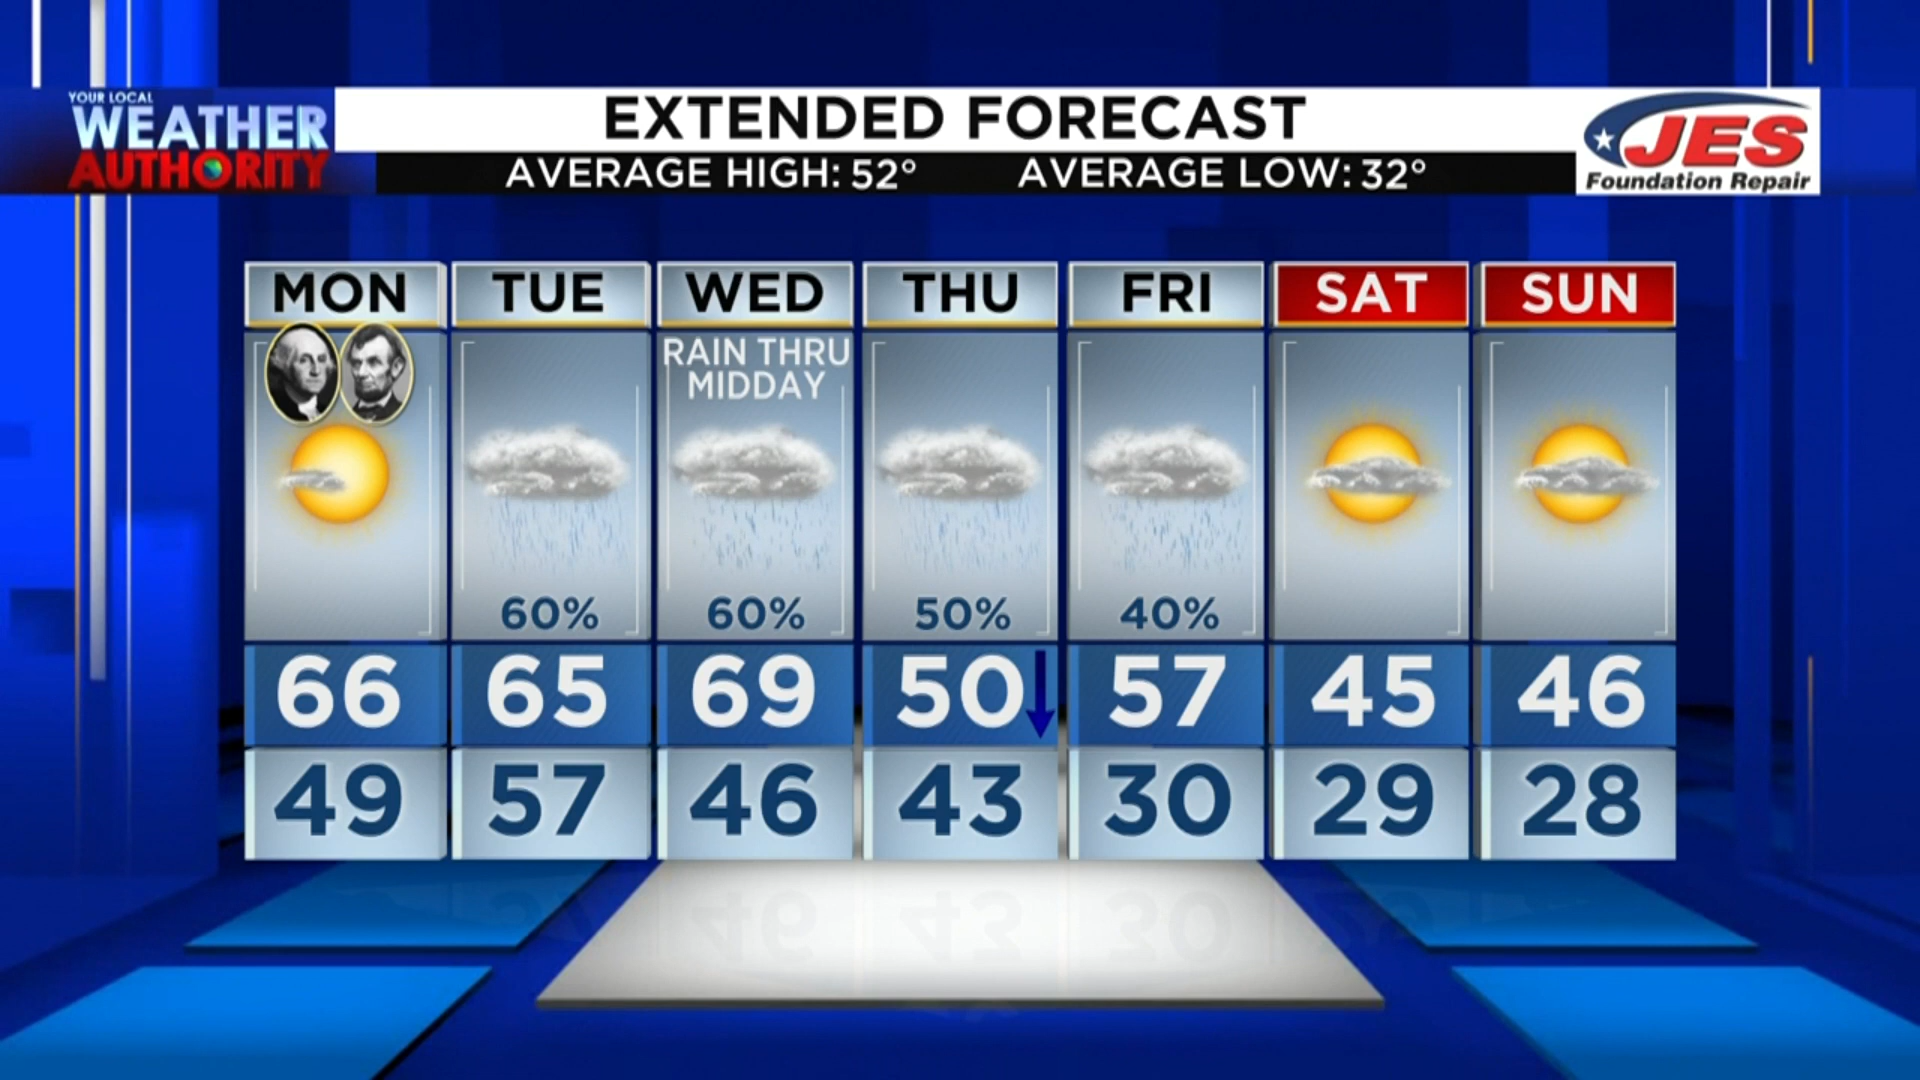 YOUR LOCAL
WEATHER
AUTHORITY
EXTENDED FORECAST
AVERAGE HIGH: 52° AVERAGE LOW: 32°
JES
Foundation Repair
MON TUE WED THU FRI SAT SUN
RAIN THRU
MIDDAY
60% 60% 50% 40%
66 65 69 50 57 45 46
49 57 46 43 30 29 28